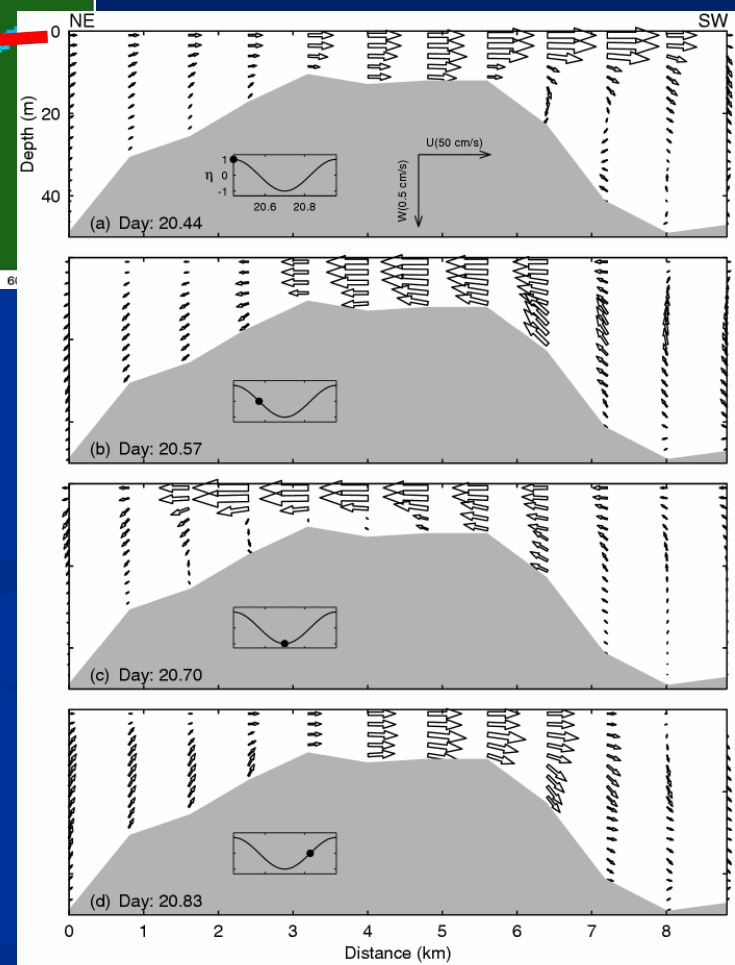 NE SW
0
20
40
Depth (m)
η
1
0
-1
20.6 20.8
U(50 cm/s)
W(0.5 cm/s)
(a) Day: 20.44
60
(b) Day: 20.57
(c) Day: 20.70
(d) Day: 20.83
0 1 2 3 4 5 6 7 8
Distance (km)